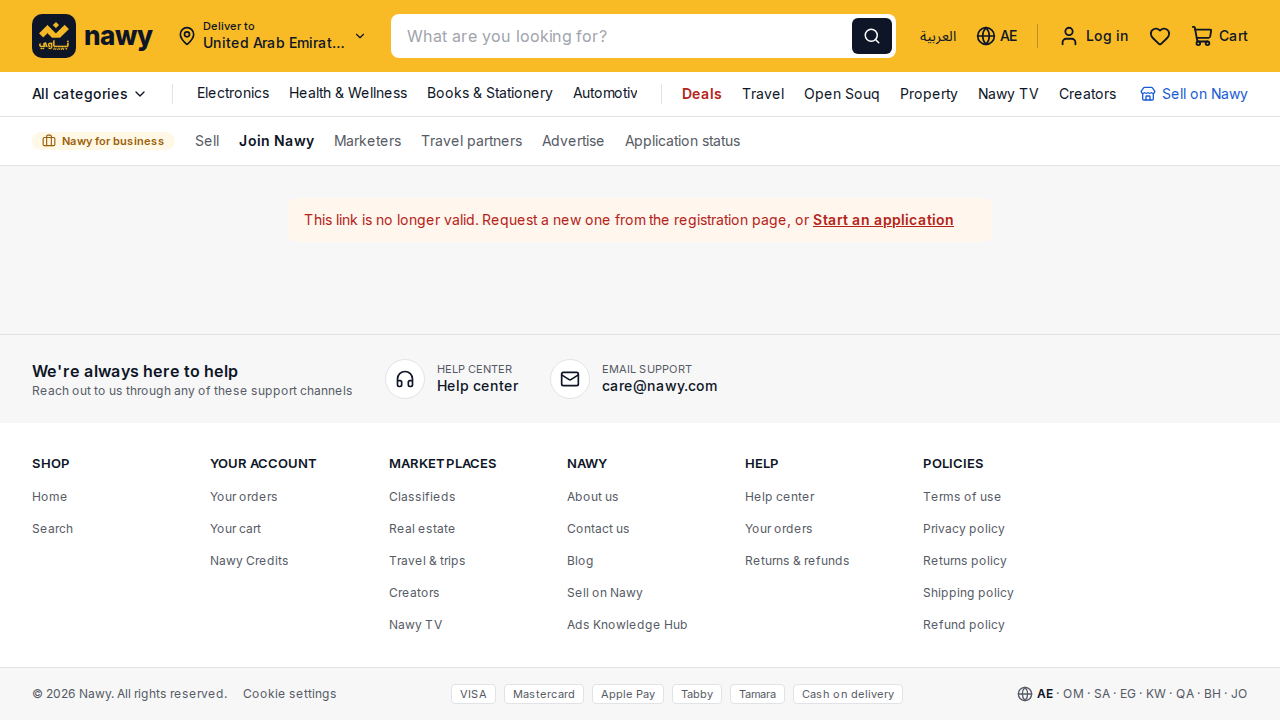 نـاوي
NAWY
nawy
Deliver to
United Arab Emirat...
What are you looking for?
العربية
AE
Log in
Cart
All categories
Electronics
Health & Wellness
Books & Stationery
Automotiv
Deals
Travel
Open Souq
Property
Nawy TV
Creators
Sell on Nawy
Nawy for business
Sell
Join Nawy
Marketers
Travel partners
Advertise
Application status
This link is no longer valid. Request a new one from the registration page, or Start an application
We're always here to help
Reach out to us through any of these support channels
HELP CENTER
Help center
EMAIL SUPPORT
care@nawy.com
SHOP
Home
Search
YOUR ACCOUNT
Your orders
Your cart
Nawy Credits
MARKETPLACES
Classifieds
Real estate
Travel & trips
Creators
Nawy TV
NAWY
About us
Contact us
Blog
Sell on Nawy
Ads Knowledge Hub
HELP
Help center
Your orders
Returns & refunds
POLICIES
Terms of use
Privacy policy
Returns policy
Shipping policy
Refund policy
© 2026 Nawy. All rights reserved.
Cookie settings
VISA
Mastercard
Apple Pay
Tabby
Tamara
Cash on delivery
AE · OM · SA · EG · KW · QA · BH · JO